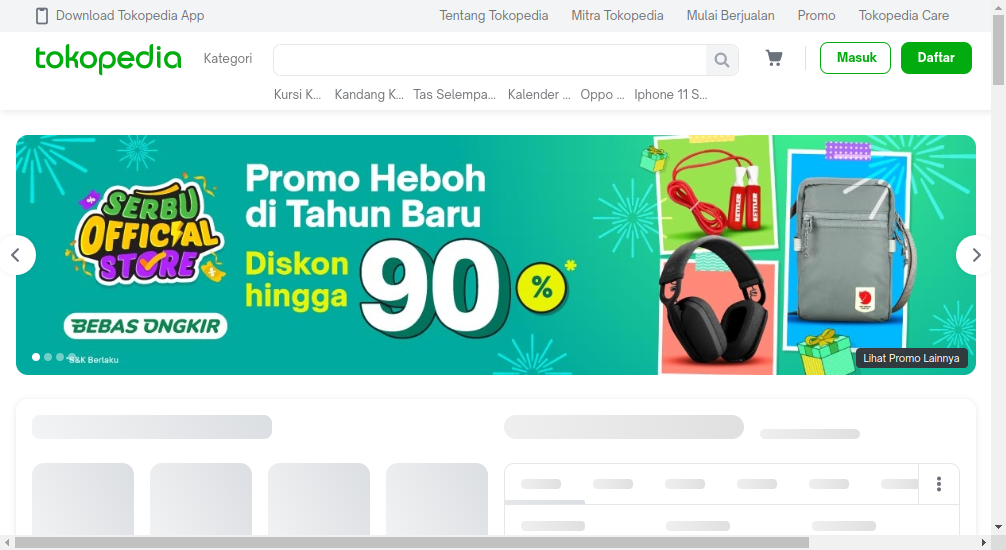 Download Tokopedia App
Tentang Tokopedia
Mitra Tokopedia
Mulai Berjualan
Promo
Tokopedia Care
tokopedia
Kategori
Masuk
Daftar
Kursi K...
Kandang K...
Tas Selempa...
Kalender ...
Oppo ...
Iphone 11 S...
SERBU
OFFICIAL
STORE
BEBAS ONGKIR
Promo Heboh
di Tahun Baru
Diskon
hingga
90%*
KETTLER
KETTLER
*S&K Berlaku
Lihat Promo Lainnya